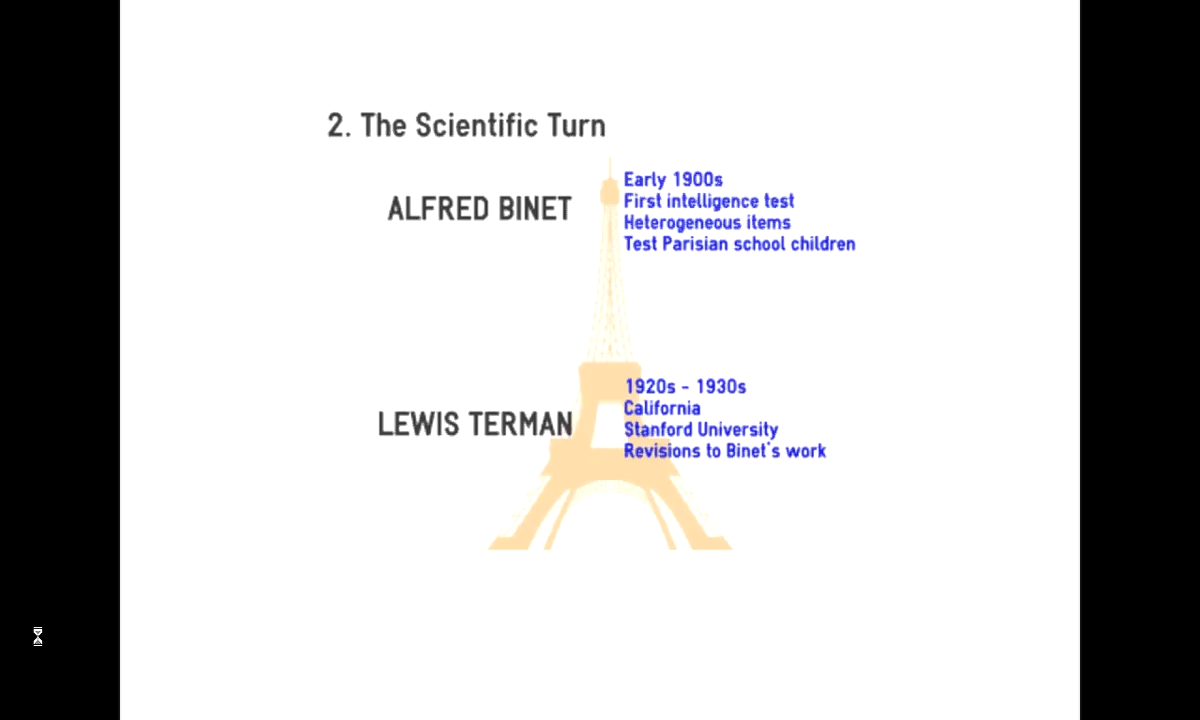 2. The Scientific Turn
ALFRED BINET
Early 1900s
First intelligence test
Heterogeneous items
Test Parisian school children
LEWIS TERMAN
1920s - 1930s
California
Stanford University
Revisions to Binet's work